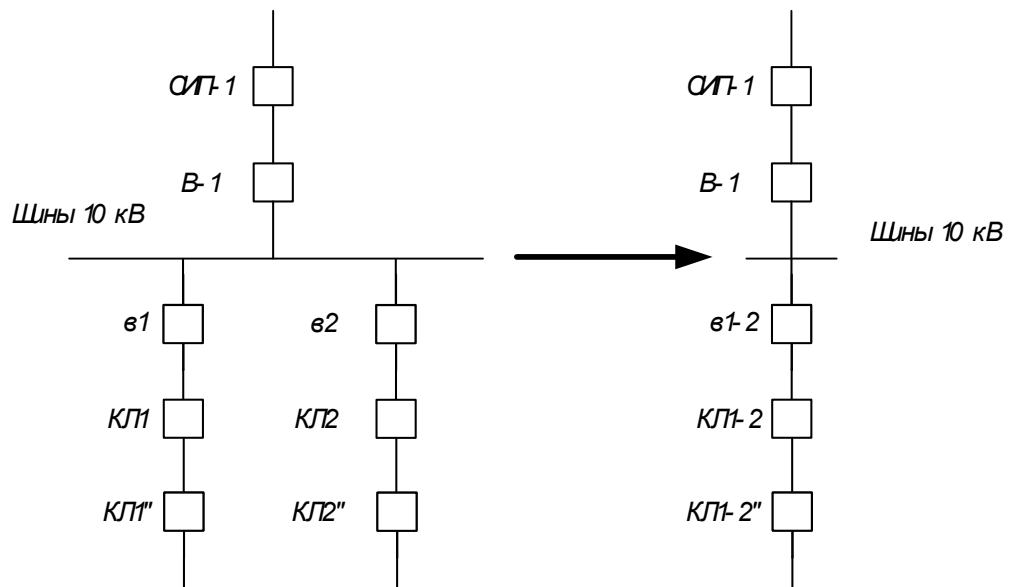 СИП-1
СИП-1
В-1
В-1
Шины 10 кВ
Шины 10 кВ
в1
в2
в1-2
КЛ1
КЛ2
КЛ1-2
КЛ1"
КЛ2"
КЛ1-2"